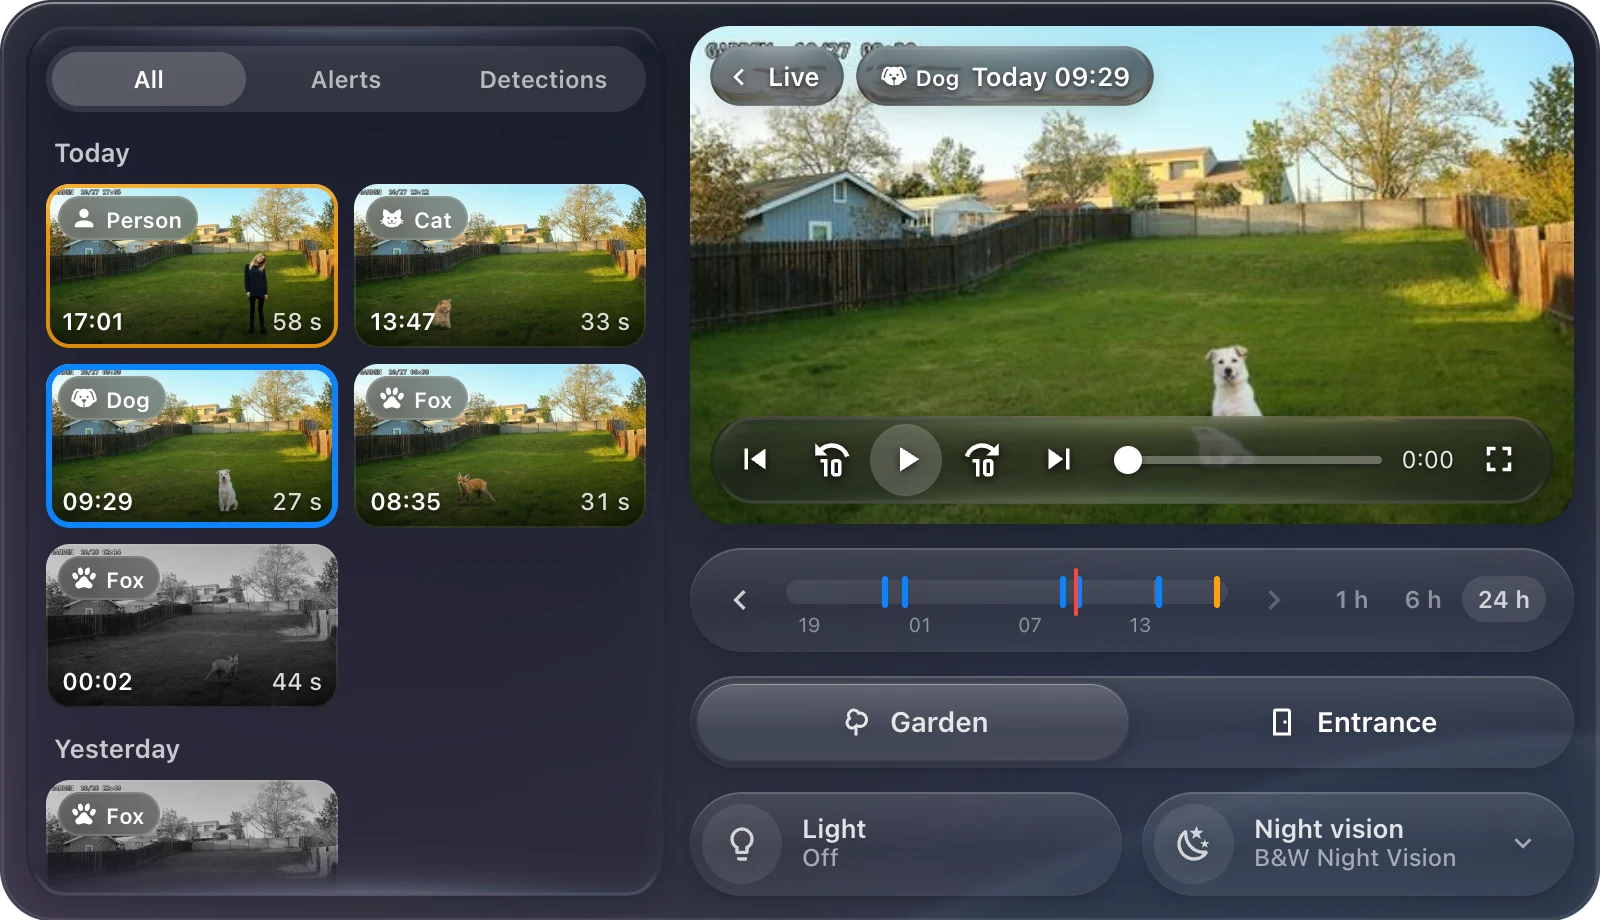 All
Alerts
Detections
Today
Person
17:01
58 s
Cat
13:47
33 s
Dog
09:29
27 s
Fox
08:35
31 s
Fox
00:02
44 s
Yesterday
Fox
Live
Dog Today 09:29
10
10
0:00
19
01
07
13
1 h
6 h
24 h
Garden
Entrance
Light
Off
Night vision
B&W Night Vision